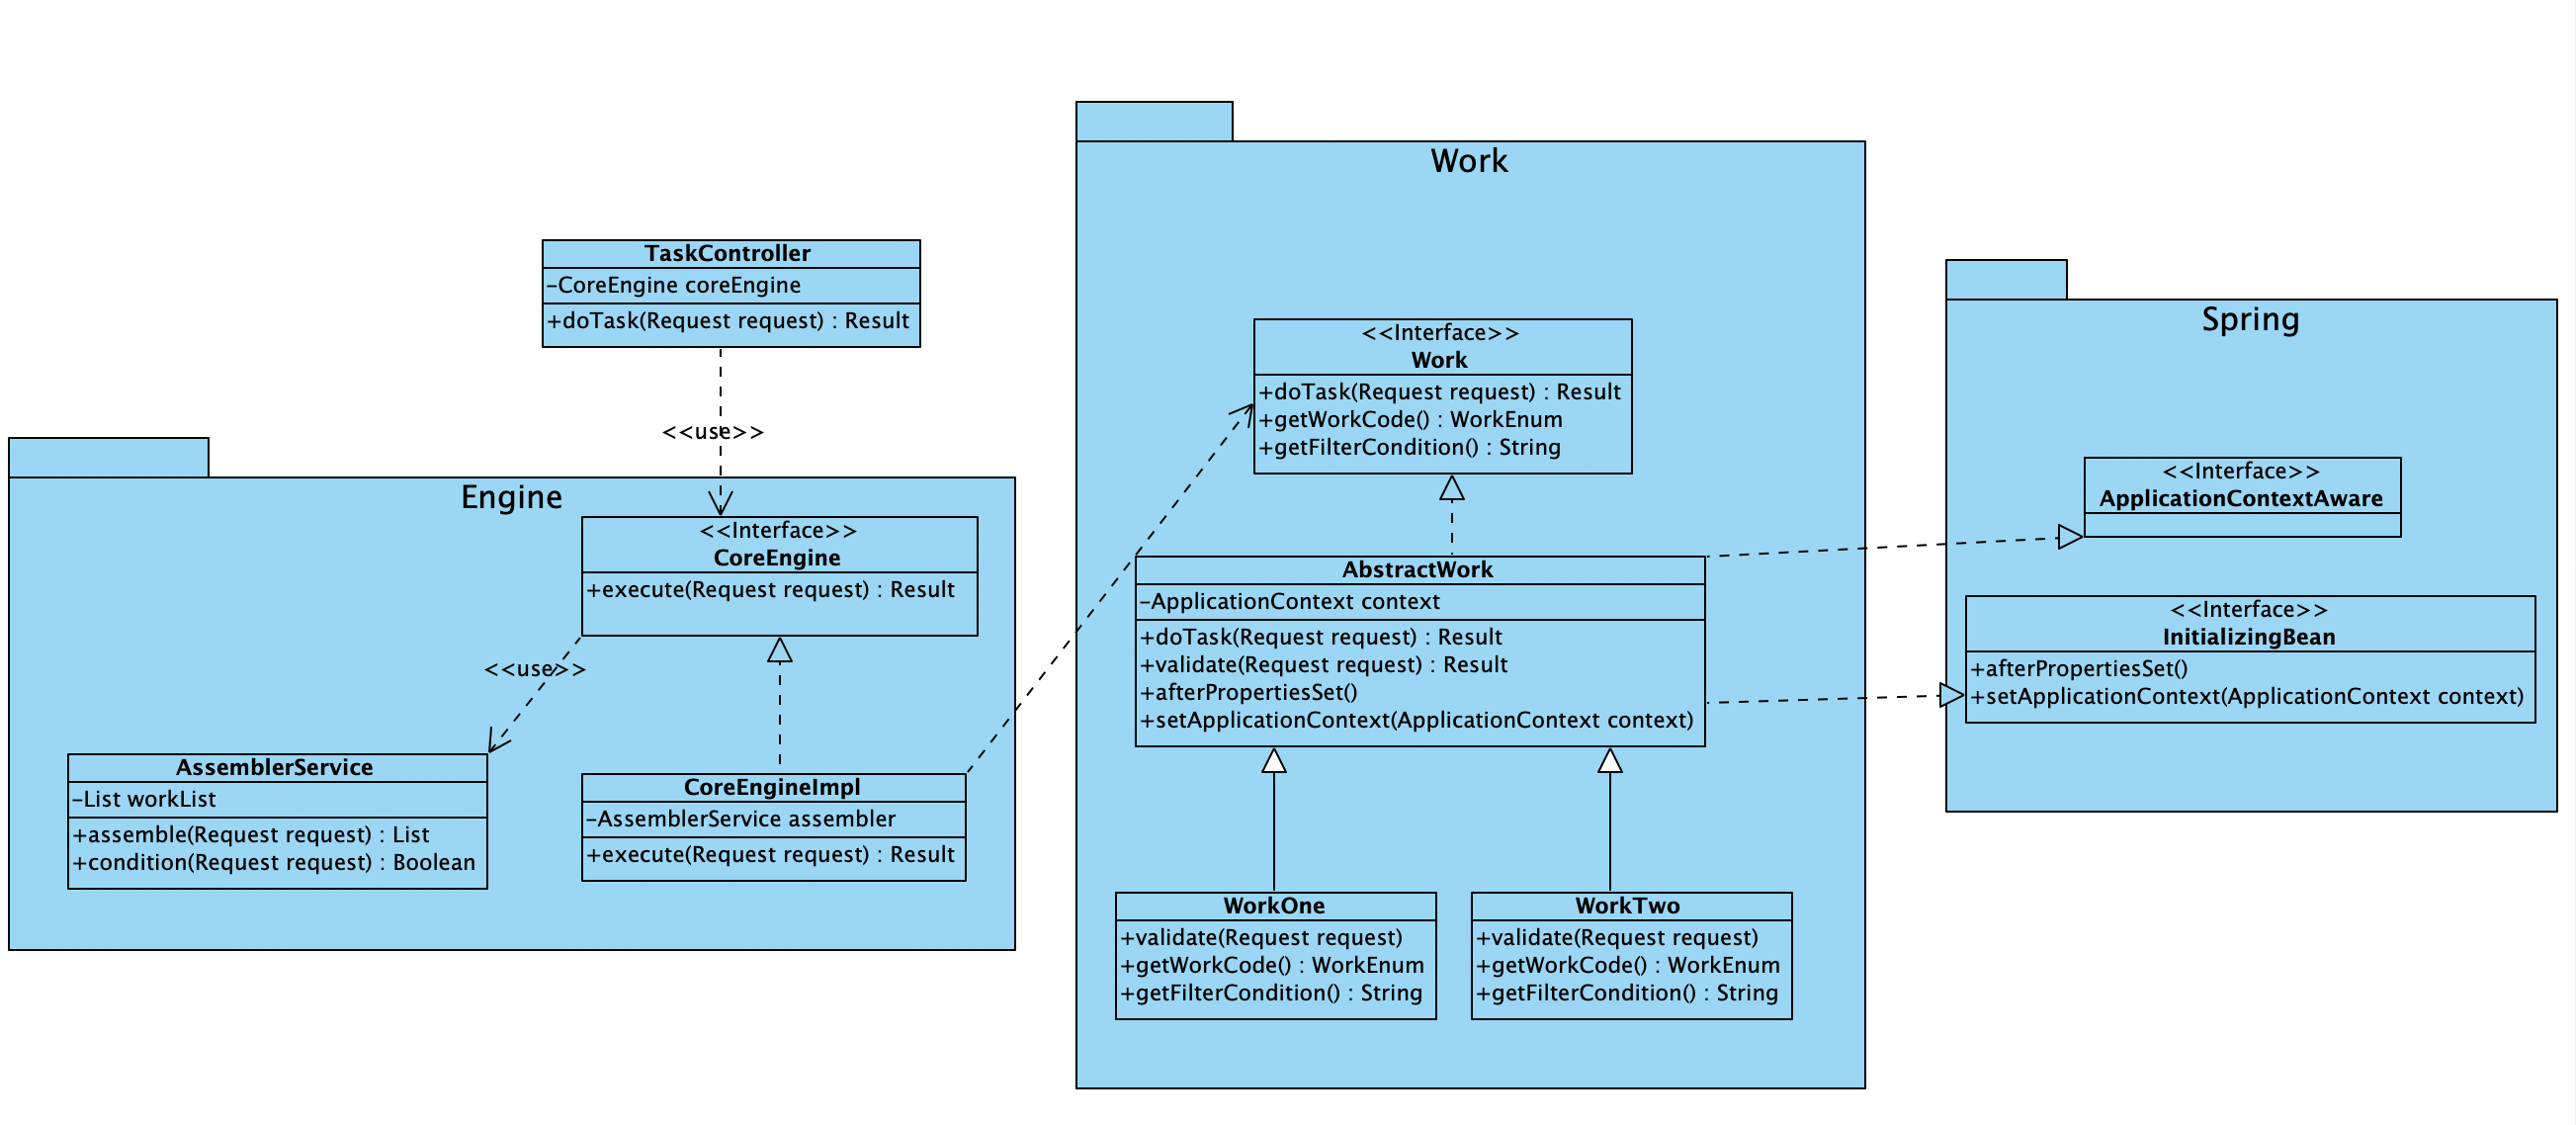 Work
TaskController
-CoreEngine coreEngine
+doTask(Request request) : Result
<<use>>
Engine
<<Interface>>
CoreEngine
+execute(Request request) : Result
<<use>>
AssemblerService
-List workList
+assemble(Request request) : List
+condition(Request request) : Boolean
CoreEngineImpl
-AssemblerService assembler
+execute(Request request) : Result
<<Interface>>
Work
+doTask(Request request) : Result
+getWorkCode() : WorkEnum
+getFilterCondition() : String
AbstractWork
-ApplicationContext context
+doTask(Request request) : Result
+validate(Request request) : Result
+afterPropertiesSet()
+setApplicationContext(ApplicationContext context)
WorkOne
+validate(Request request)
+getWorkCode() : WorkEnum
+getFilterCondition() : String
WorkTwo
+validate(Request request)
+getWorkCode() : WorkEnum
+getFilterCondition() : String
Spring
<<Interface>>
ApplicationContextAware
<<Interface>>
InitializingBean
+afterPropertiesSet()
+setApplicationContext(ApplicationContext context)